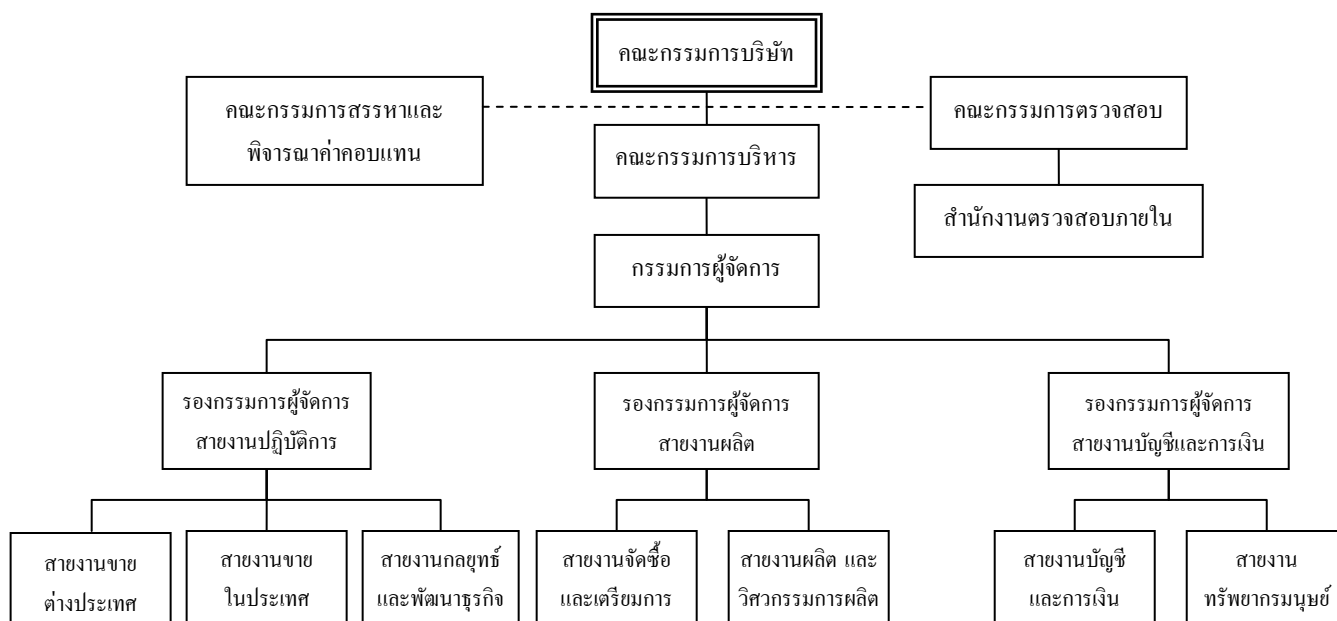 คณะกรรมการบริษัท
คณะกรรมการสรรหาและ
พิจารณาค่าคอบแทน
คณะกรรมการตรวจสอบ
คณะกรรมการบริหาร
สำนักงานตรวจสอบภายใน
กรรมการผู้จัดการ
รองกรรมการผู้จัดการ
สายงานปฏิบัติการ
รองกรรมการผู้จัดการ
สายงานผลิต
รองกรรมการผู้จัดการ
สายงานบัญชีและการเงิน
สายงานขาย
ต่างประเทศ
สายงานขาย
ในประเทศ
สายงานกลยุทธ์
และพัฒนาธุรกิจ
สายงานจัดซื้อ
และเตรียมการ
สายงานผลิต และ
วิศวกรรมการผลิต
สายงานบัญชี
และการเงิน
สายงาน
ทรัพยากรมนุษย์